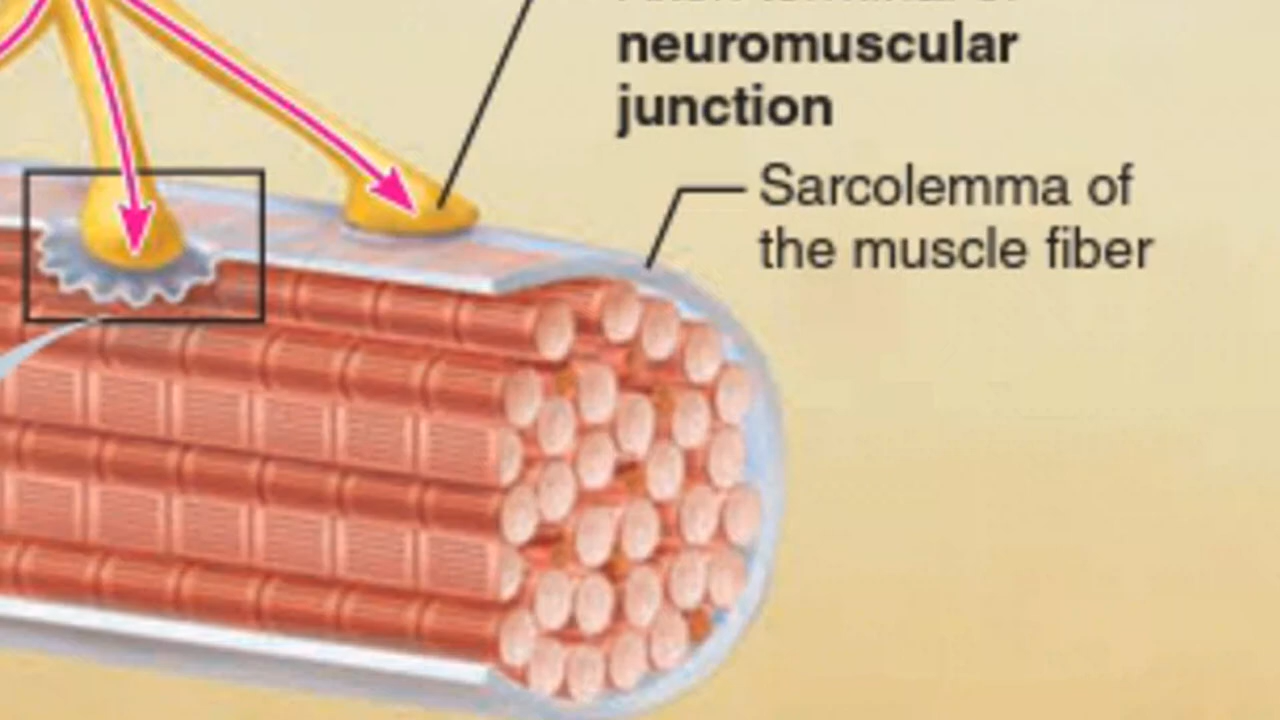 neuromuscular
junction
Sarcolemma of
the muscle fiber